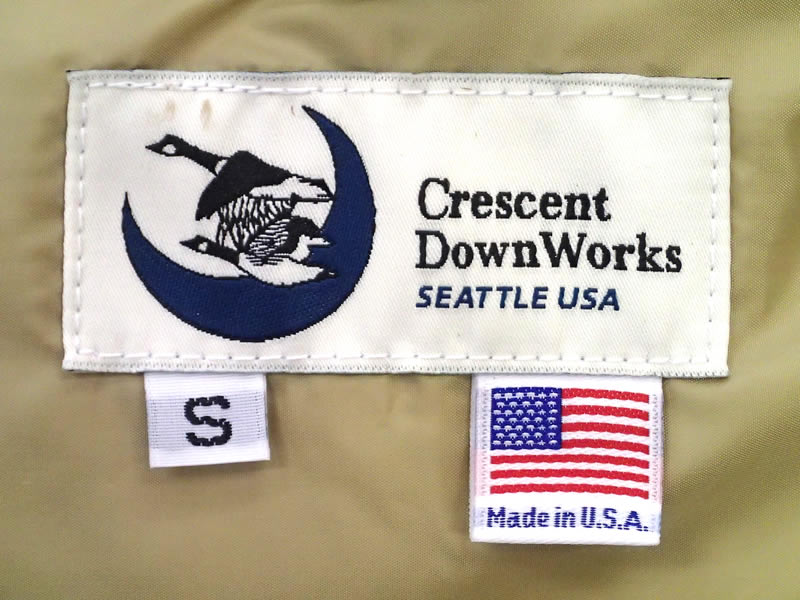 Crescent
DownWorks
SEATTLE USA
S
Made in U.S.A.